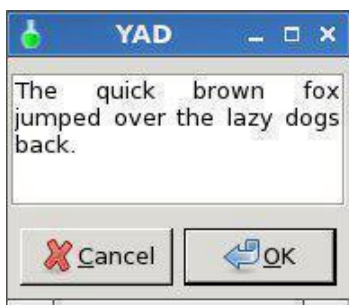 YAD
The quick brown fox
jumped over the lazy dogs
back.
Cancel
OK